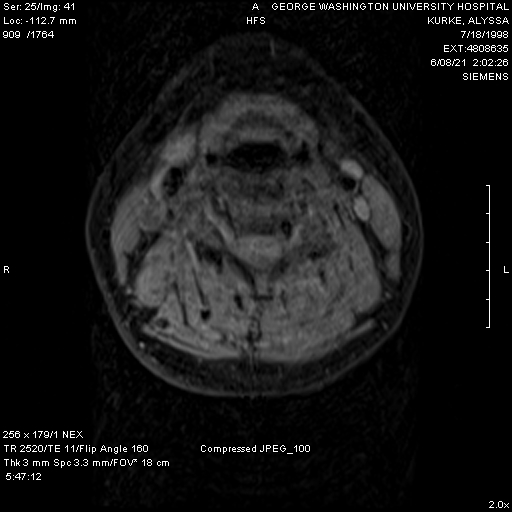 Ser: 25/Img: 41
Loc: -112.7 mm
909 /1764
A
HFS
GEORGE WASHINGTON UNIVERSITY HOSPITAL
KURKE, ALYSSA
7/18/1998
EXT:4808635
6/08/21 2:02:26
SIEMENS
R
L
256 x 179/1 NEX
TR 2520/TE 11/Flip Angle 160
Thk 3 mm Spc 3.3 mm/FOV* 18 cm
5:47:12
Compressed JPEG_100
2.0x